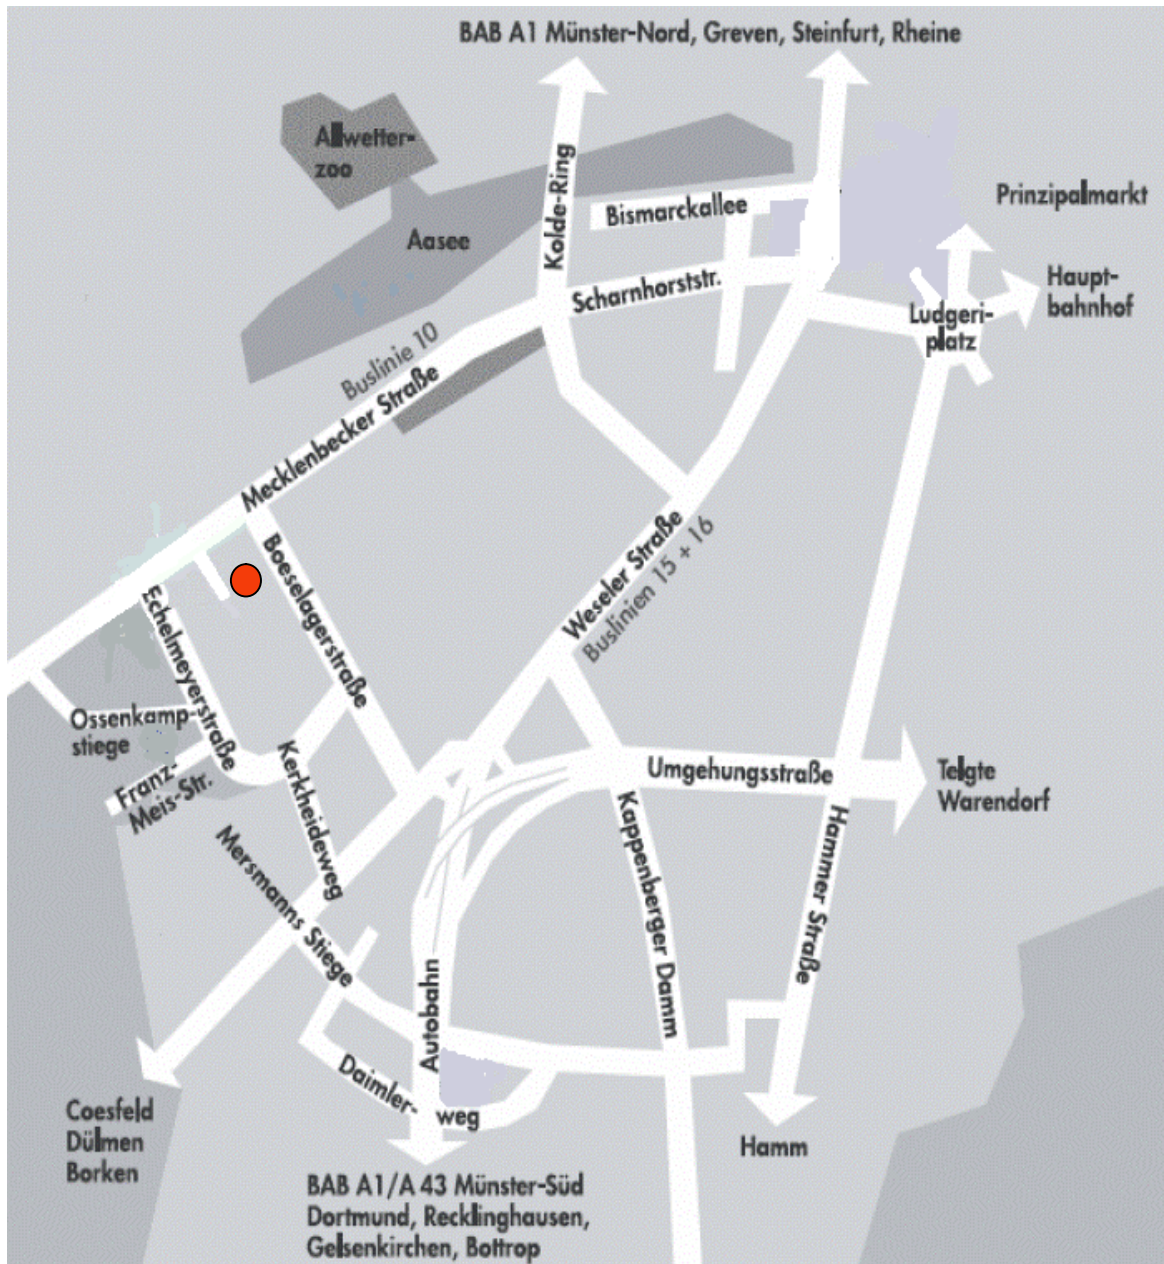 BAB A1 Münster-Nord, Greven, Steinfurt, Rheine
Allwetter-
zoo
Kolde-Ring
Bismarckallee
Prinzipalmarkt
Aasee
Scharnhorststr.
Haupt-
bahnhof
Ludgeri-
platz
Buslinie 10
Mecklenbecker Straße
Weseler Straße
Buslinien 15 + 16
Boeselagerstraße
Echelmeyerstraße
Ossenkamp-
stiege
Franz-
Meis-Str.
Kerkheideweg
Umgehungsstraße
Telgte
Warendorf
Mersmanns Stiege
Kappenberger Damm
Hammer Straße
Autobahn
Daimler-
weg
Coesfeld
Dülmen
Borken
Hamm
BAB A1/A 43 Münster-Süd
Dortmund, Recklinghausen,
Gelsenkirchen, Bottrop